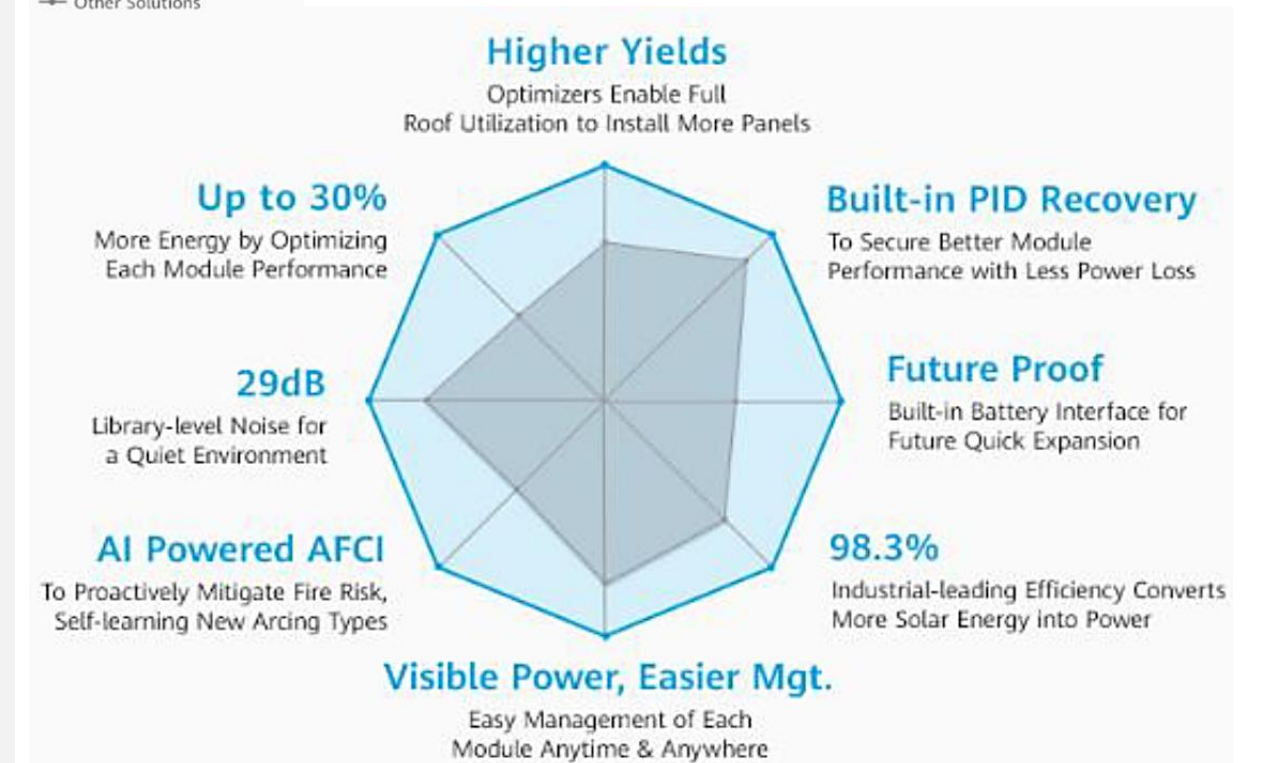 Other Solutions
Higher Yields
Optimizers Enable Full
Roof Utilization to Install More Panels
Up to 30%
More Energy by Optimizing
Each Module Performance
Built-in PID Recovery
To Secure Better Module
Performance with Less Power Loss
29dB
Library-level Noise for
a Quiet Environment
Future Proof
Built-in Battery Interface for
Future Quick Expansion
AI Powered AFCI
To Proactively Mitigate Fire Risk,
Self-learning New Arcing Types
98.3%
Industrial-leading Efficiency Converts
More Solar Energy into Power
Visible Power, Easier Mgt.
Easy Management of Each
Module Anytime & Anywhere